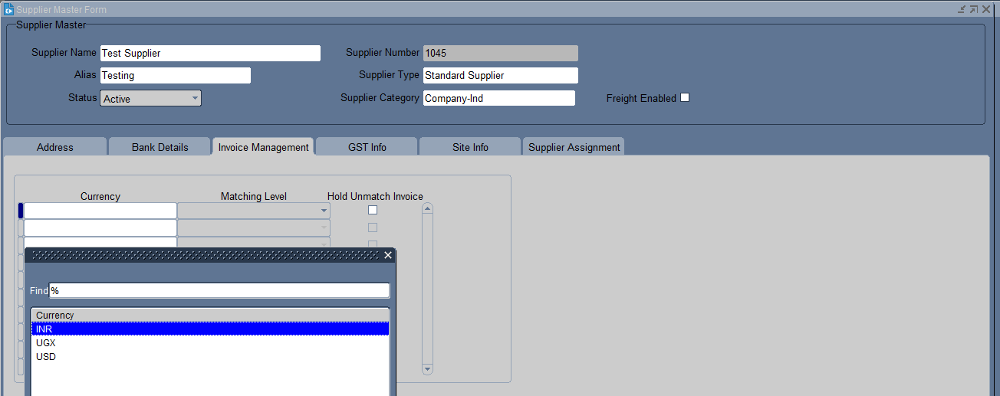 Supplier Master Form
Supplier Master
Supplier Name Test Supplier Supplier Number 1045
Alias Testing Supplier Type Standard Supplier
Status Active Supplier Category Company-Ind Freight Enabled
Address Bank Details Invoice Management GST Info Site Info Supplier Assignment
Currency Matching Level Hold Unmatch Invoice
Find %
Currency
INR
UGX
USD